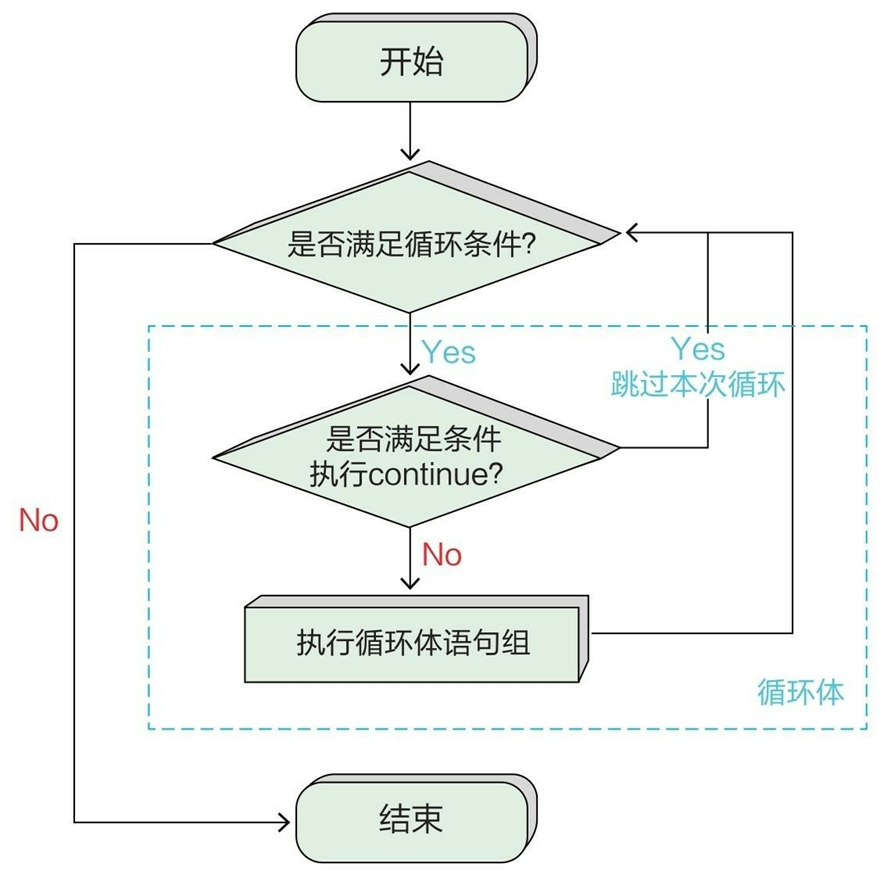 开始
是否满足循环条件?
Yes
Yes
跳过本次循环
是否满足条件
执行continue?
No
No
执行循环体语句组
循环体
结束